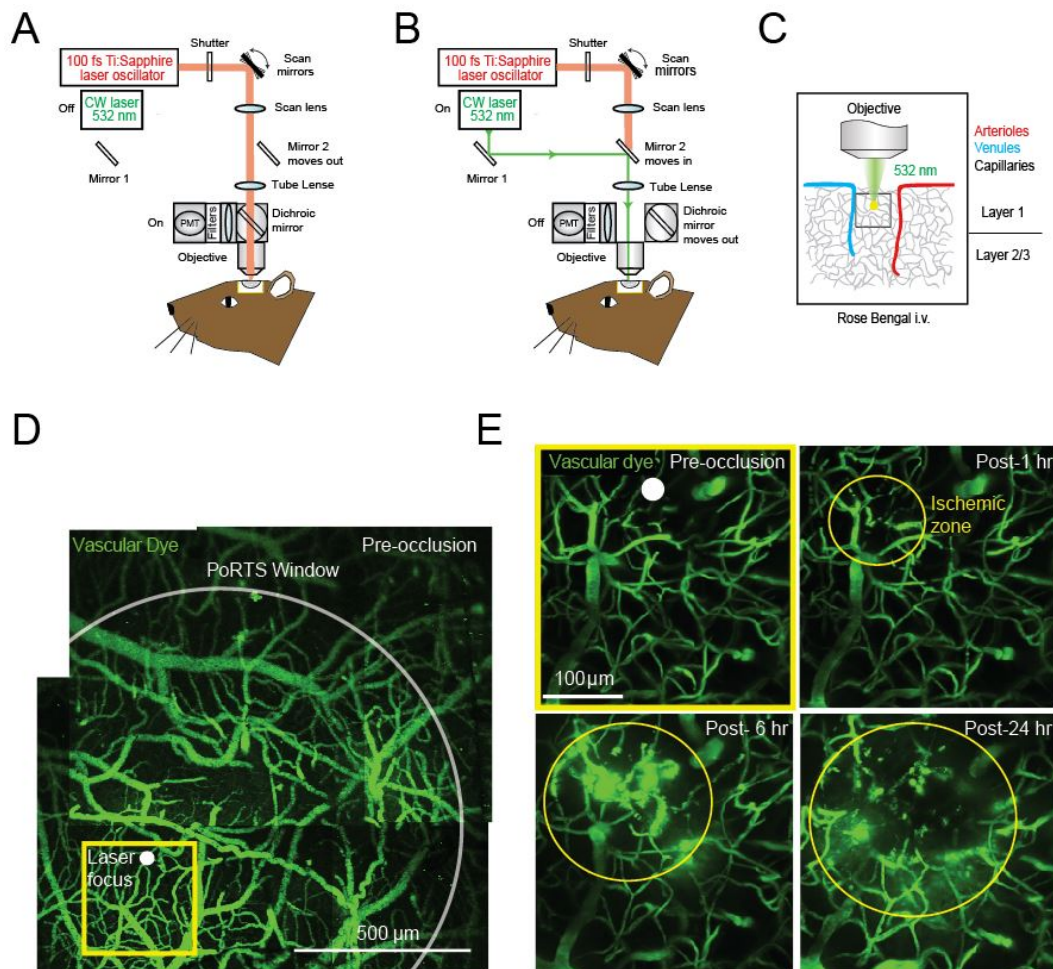 A
Shutter
100 fs Ti:Sapphire
laser oscillator
Scan
mirrors
Off
CW laser
532 nm
Scan lens
Mirror 2
moves out
Mirror 1
Tube Lense
On
PMT
Filters
Dichroic
mirror
Objective
B
Shutter
100 fs Ti:Sapphire
laser oscillator
Scan
mirrors
On
CW laser
532 nm
Scan lens
Mirror 2
moves in
Mirror 1
Tube Lense
Off
PMT
Filters
Dichroic
mirror
moves out
Objective
C
Objective
532 nm
Arterioles
Venules
Capillaries
Layer 1
Layer 2/3
Rose Bengal i.v.
D
Vascular Dye
Pre-occlusion
PoRTS Window
Laser
focus
500 µm
E
Vascular dye
Pre-occlusion
100µm
Post-1 hr
Ischemic
zone
Post- 6 hr
Post-24 hr